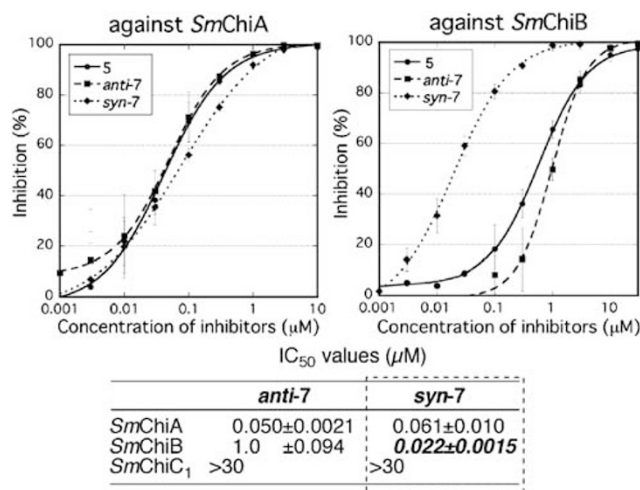 against SmChiA
against SmChiB
100
80
60
40
20
0
Inhibition (%)
5
anti-7
syn-7
0.001 0.01 0.1 1 10
Concentration of inhibitors (μM)
100
80
60
40
20
0
Inhibition (%)
5
anti-7
syn-7
0.001 0.01 0.1 1 10
Concentration of inhibitors (μM)
IC50 values (μM)
anti-7 syn-7
SmChiA 0.050±0.0021 0.061±0.010
SmChiB 1.0 ±0.094 0.022±0.0015
SmChiC1 >30 >30